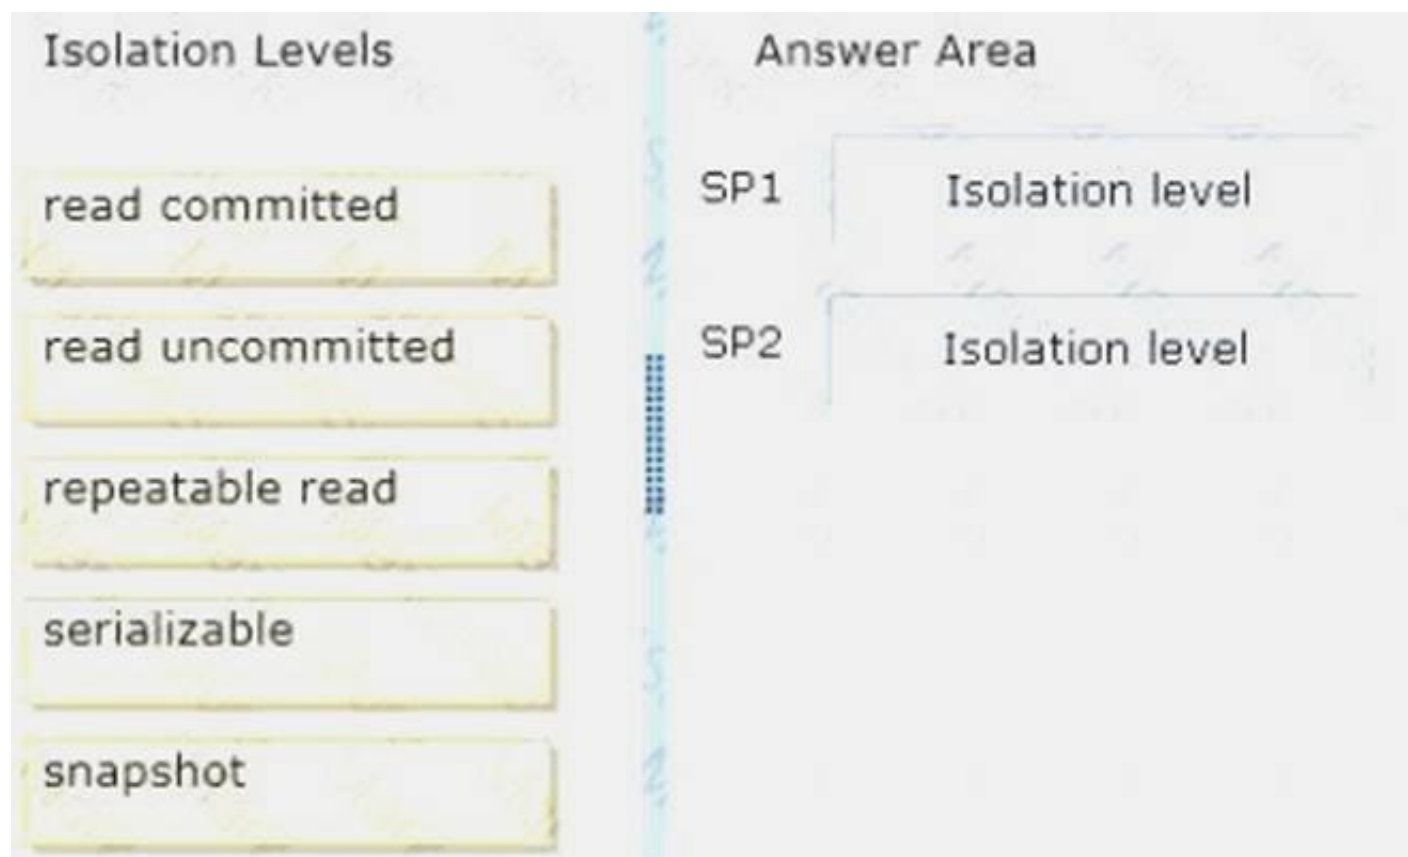 Isolation Levels
read committed
read uncommitted
repeatable read
serializable
snapshot
Answer Area
SP1 Isolation level
SP2 Isolation level